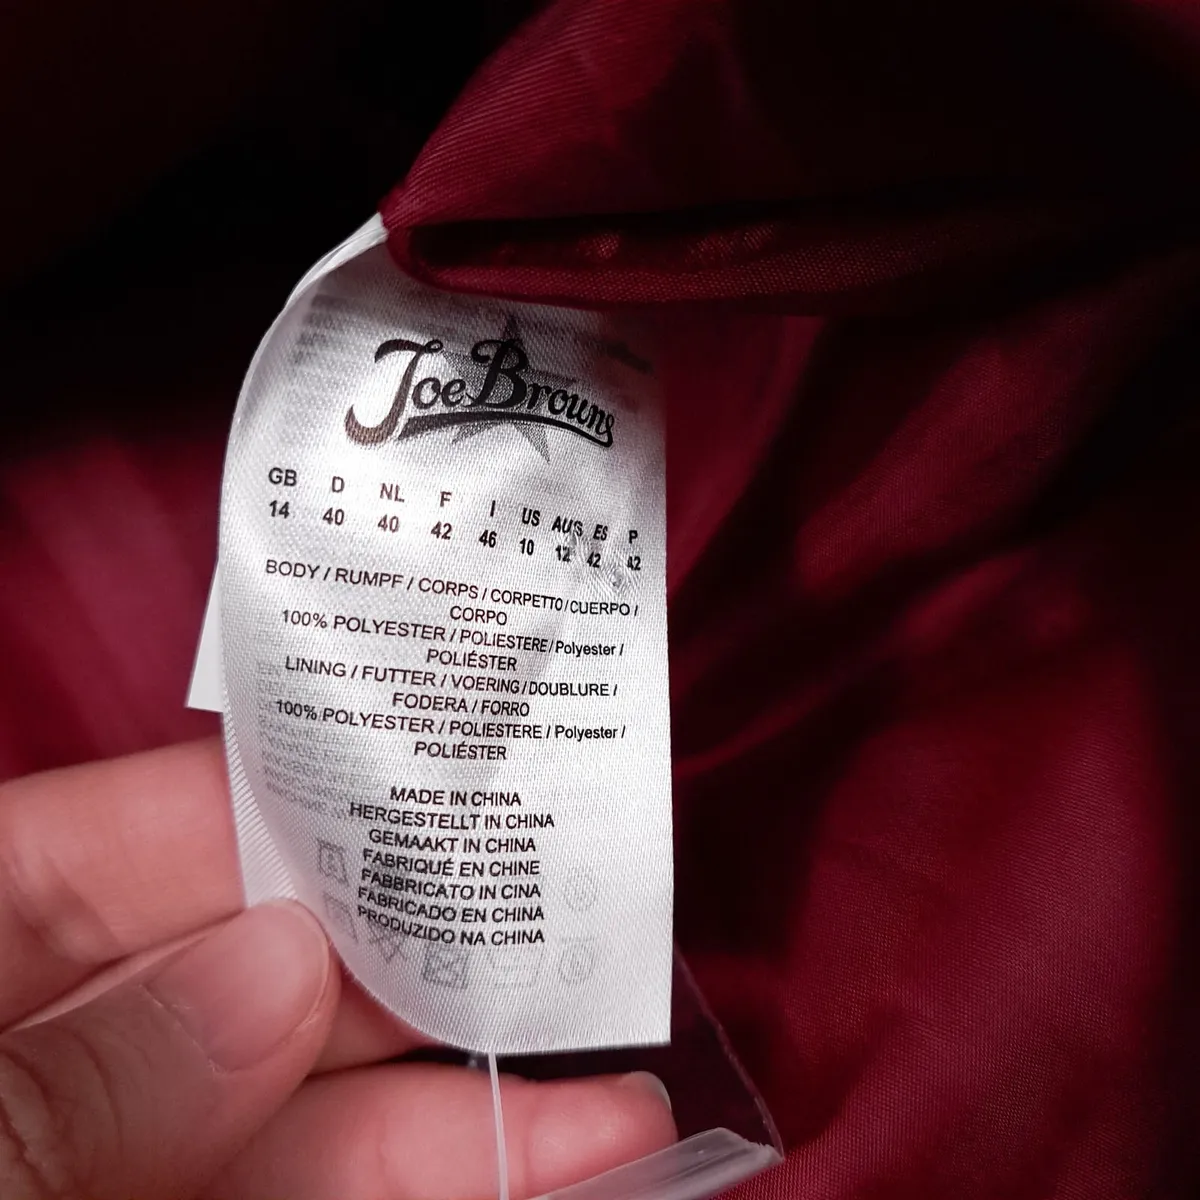 Joe Browns
GB D NL F I US AUS ES P
14 40 40 42 46 10 12 42 42
BODY / RUMPF / CORPS / CORPETTO / CUERPO /
CORPO
100% POLYESTER / POLIESTERE / Polyester /
POLIÉSTER
LINING / FUTTER / VOERING / DOUBLURE /
FODERA / FORRO
100% POLYESTER / POLIESTERE / Polyester /
POLIÉSTER
MADE IN CHINA
HERGESTELLT IN CHINA
GEMAAKT IN CHINA
FABRIQUÉ EN CHINE
FABBRICATO IN CINA
FABRICADO EN CHINA
PRODUZIDO NA CHINA